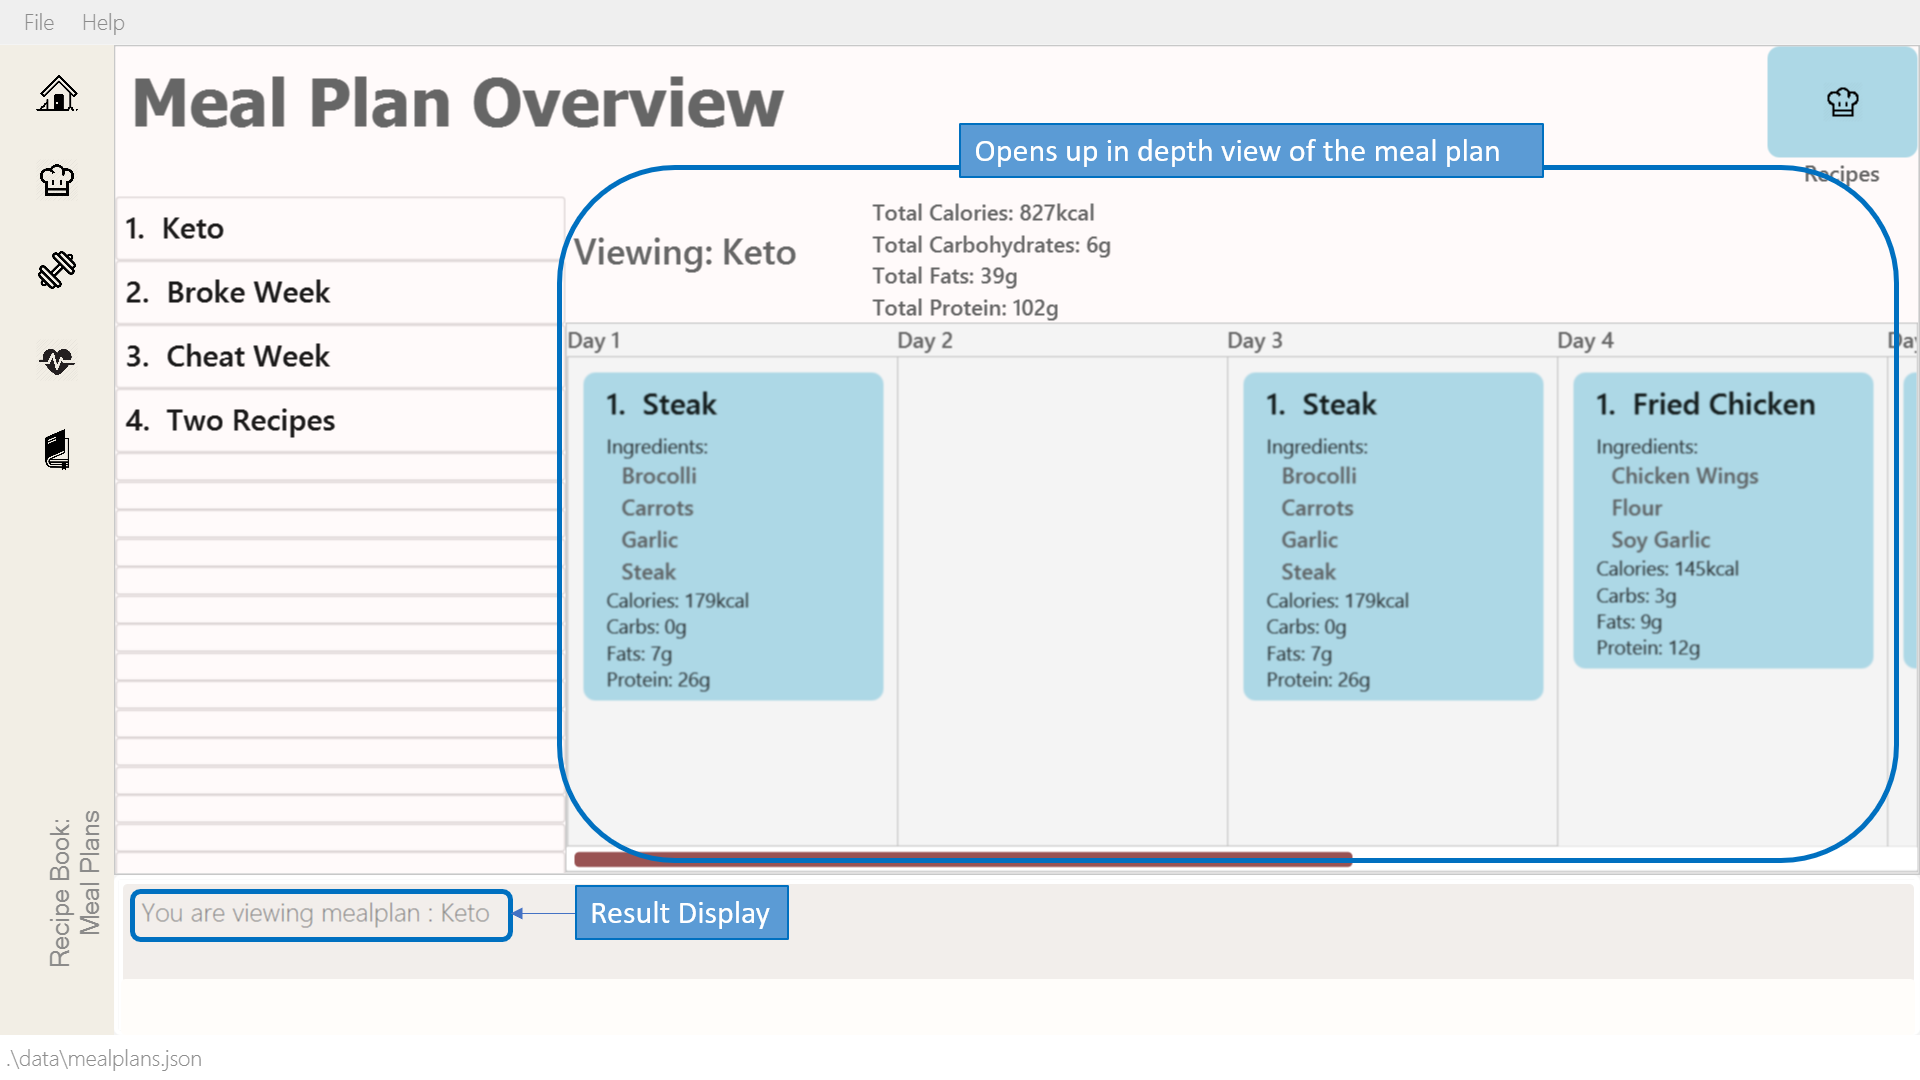 File Help
Meal Plan Overview
Opens up in depth view of the meal plan
Recipes
1. Keto
2. Broke Week
3. Cheat Week
4. Two Recipes
Viewing: Keto
Total Calories: 827kcal
Total Carbohydrates: 6g
Total Fats: 39g
Total Protein: 102g
Day 1
Day 2
Day 3
Day 4
Day
1. Steak
Ingredients:
Brocolli
Carrots
Garlic
Steak
Calories: 179kcal
Carbs: 0g
Fats: 7g
Protein: 26g
1. Steak
Ingredients:
Brocolli
Carrots
Garlic
Steak
Calories: 179kcal
Carbs: 0g
Fats: 7g
Protein: 26g
1. Fried Chicken
Ingredients:
Chicken Wings
Flour
Soy Garlic
Calories: 145kcal
Carbs: 3g
Fats: 9g
Protein: 12g
Recipe Book:
Meal Plans
You are viewing mealplan : Keto
Result Display
.\data\mealplans.json